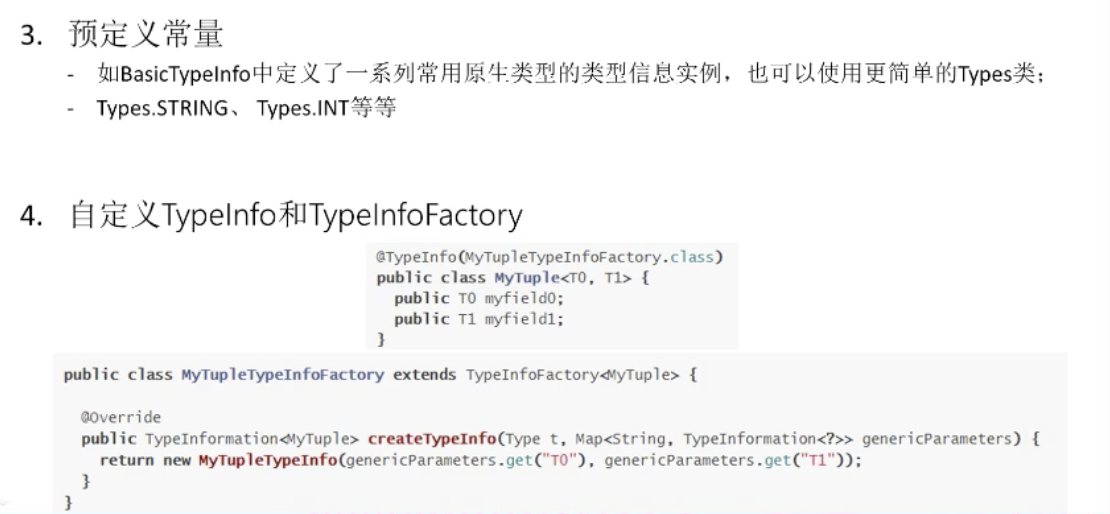 3. 预定义常量
- 如BasicTypeInfo中定义了一系列常用原生类型的类型信息实例，也可以使用更简单的Types类；
- Types.STRING、 Types.INT等等
4. 自定义TypeInfo和TypeInfoFactory
@TypeInfo(MyTupleTypeInfoFactory.class)
public class MyTuple<T0, T1> {
  public T0 myfield0;
  public T1 myfield1;
}
public class MyTupleTypeInfoFactory extends TypeInfoFactory<MyTuple> {
  @Override
  public TypeInformation<MyTuple> createTypeInfo(Type t, Map<String, TypeInformation<?>> genericParameters) {
    return new MyTupleTypeInfo(genericParameters.get("T0"), genericParameters.get("T1"));
  }
}